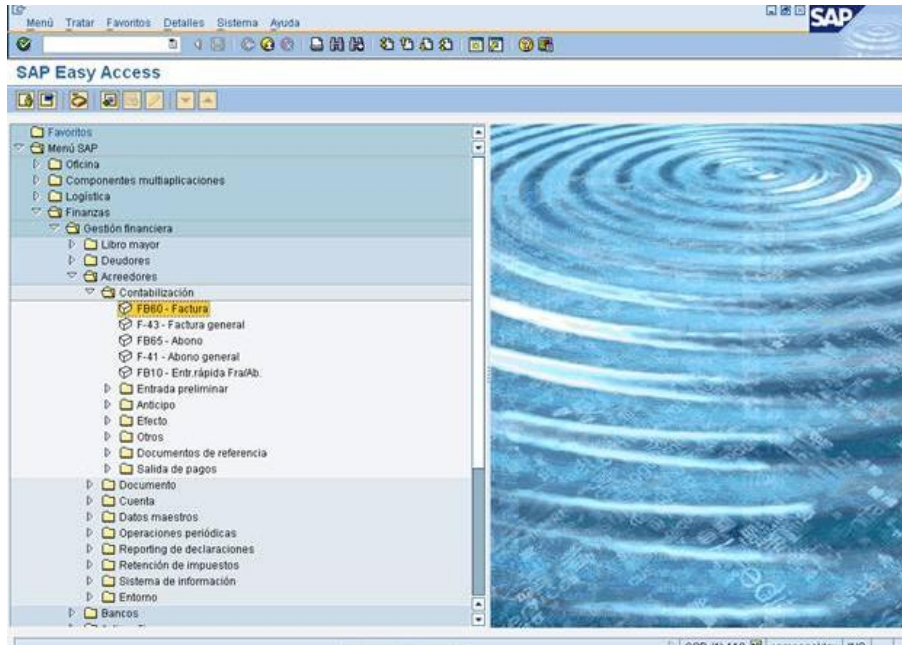 Menú Tratar Favoritos Detalles Sistema Ayuda
SAP
SAP Easy Access
Favoritos
Menú SAP
Oficina
Componentes multiaplicaciones
Logística
Finanzas
Gestión financiera
Libro mayor
Deudores
Acreedores
Contabilización
FB60 - Factura
F-43 - Factura general
FB65 - Abono
F-41 - Abono general
FB10 - Entr.rápida Fra/Ab.
Entrada preliminar
Anticipo
Efecto
Otros
Documentos de referencia
Salida de pagos
Documento
Cuenta
Datos maestros
Operaciones periódicas
Reporting de declaraciones
Retención de impuestos
Sistema de información
Entorno
Bancos